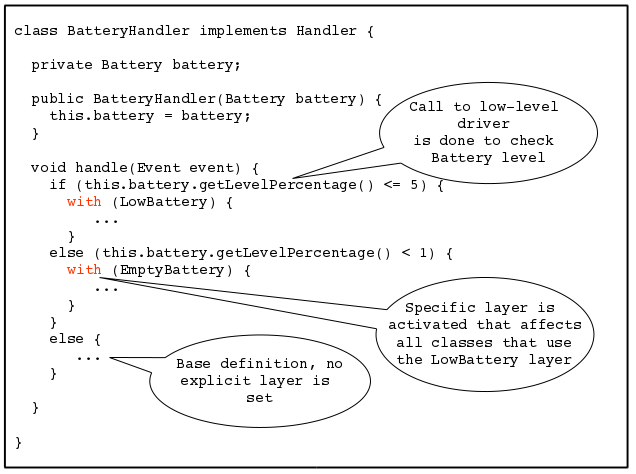 class BatteryHandler implements Handler {
private Battery battery;
public BatteryHandler(Battery battery) {
this.battery = battery;
}
Call to low-level
driver
is done to check
Battery level
void handle(Event event) {
if (this.battery.getLevelPercentage() <= 5) {
with (LowBattery) {
...
}
else (this.battery.getLevelPercentage() < 1) {
with (EmptyBattery) {
...
}
}
Specific layer is
activated that affects
all classes that use
the LowBattery layer
else {
...
}
Base definition, no
explicit layer is
set
}
}